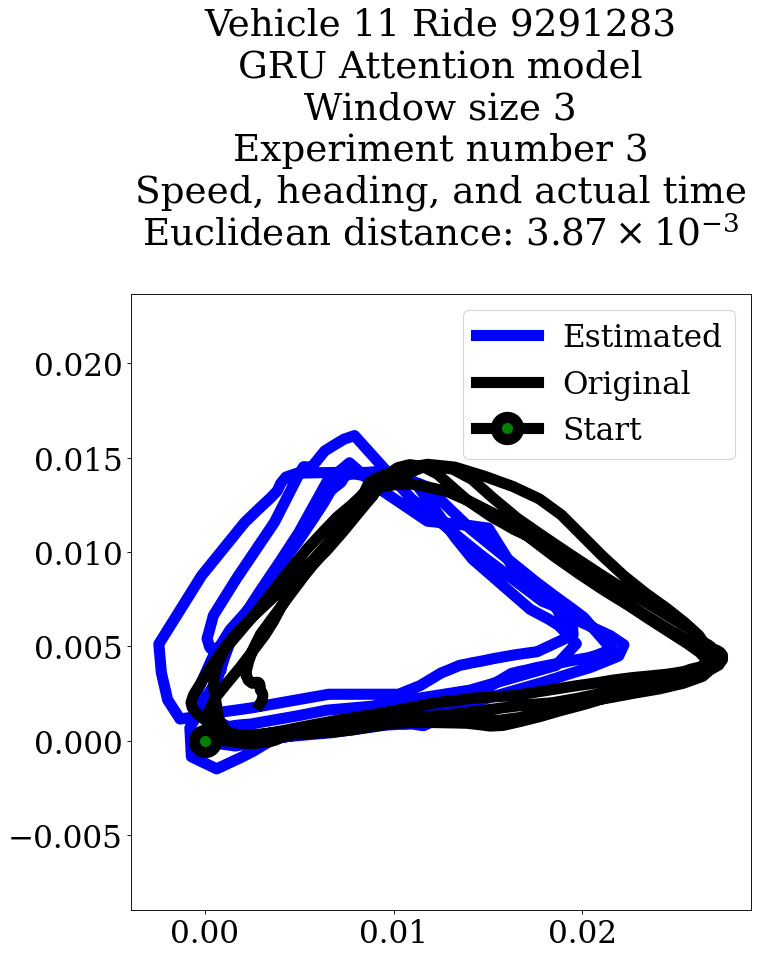 Vehicle 11 Ride 9291283
GRU Attention model
Window size 3
Experiment number 3
Speed, heading, and actual time
Euclidean distance: 3.87 × 10⁻³
Estimated
Original
Start
0.020
0.015
0.010
0.005
0.000
−0.005
0.00 0.01 0.02